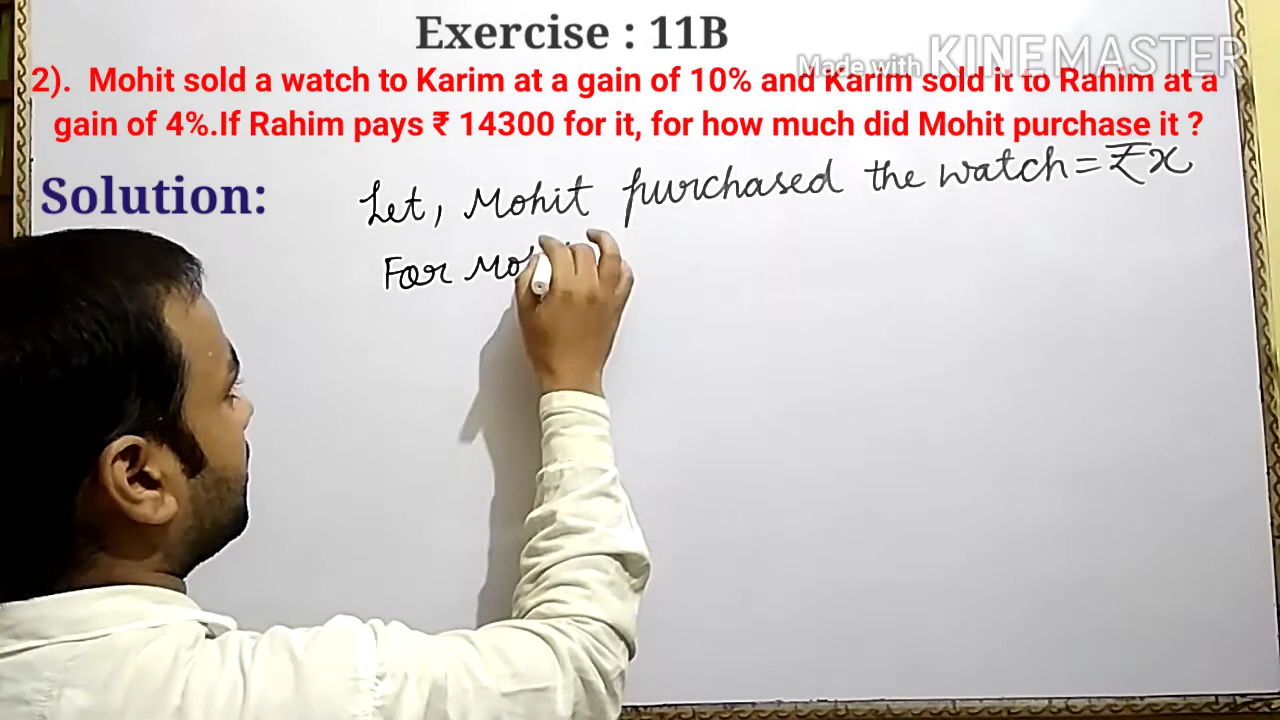 Exercise : 11B
Made with KINEMASTER
2). Mohit sold a watch to Karim at a gain of 10% and Karim sold it to Rahim at a
gain of 4%.If Rahim pays ₹ 14300 for it, for how much did Mohit purchase it ?
Solution: Let, Mohit purchased the watch = ₹x
For Moh